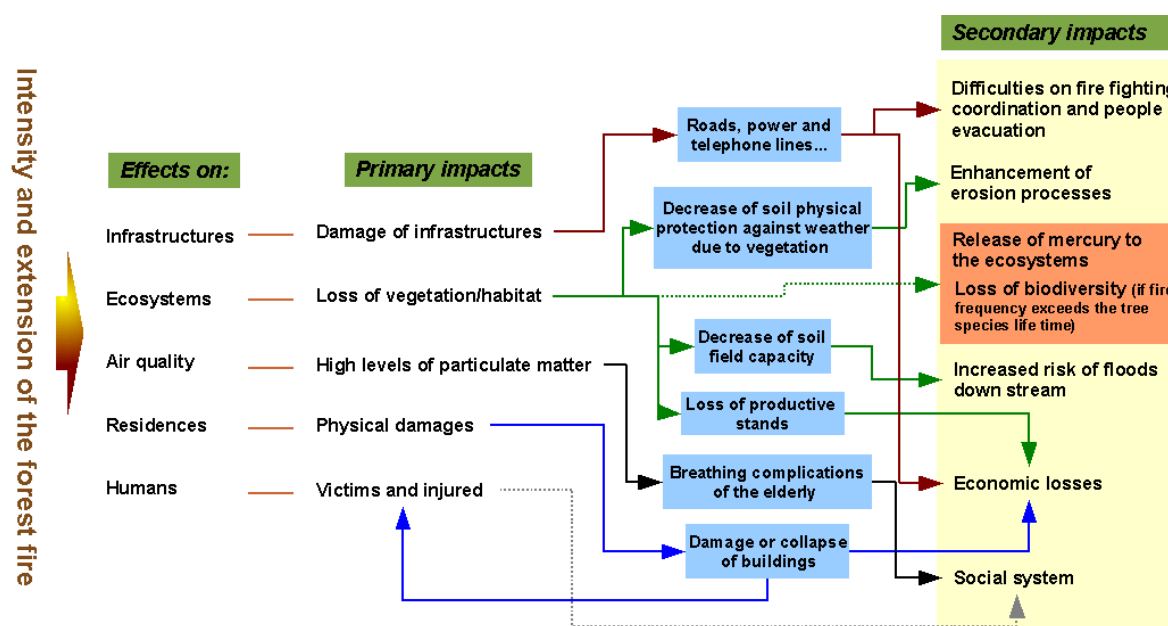 Intensity and extension of the forest fire
Effects on:
Infrastructures
Ecosystems
Air quality
Residences
Humans
Primary impacts
Damage of infrastructures
Loss of vegetation/habitat
High levels of particulate matter
Physical damages
Victims and injured
Roads, power and
telephone lines...
Decrease of soil physical
protection against weather
due to vegetation
Decrease of soil
field capacity
Loss of productive
stands
Breathing complications
of the elderly
Damage or collapse
of buildings
Secondary impacts
Difficulties on fire fighting
coordination and people
evacuation
Enhancement of
erosion processes
Release of mercury to
the ecosystems
Loss of biodiversity (if fire
frequency exceeds the tree
species life time)
Increased risk of floods
down stream
Economic losses
Social system